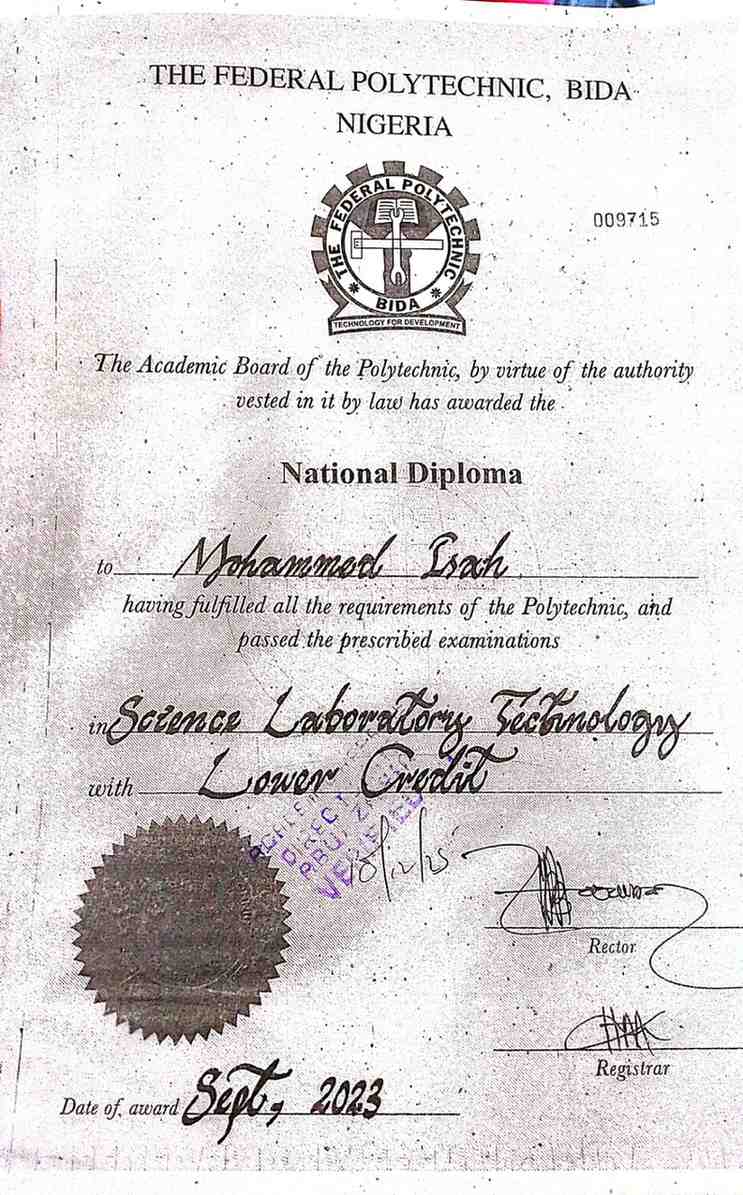 THE FEDERAL POLYTECHNIC, BIDA
NIGERIA
THE FEDERAL POLYTECHNIC
BIDA
TECHNOLOGY FOR DEVELOPMENT
009715
The Academic Board of the Polytechnic, by virtue of the authority
vested in it by law has awarded the
National Diploma
to Mohammed Isah
having fulfilled all the requirements of the Polytechnic, and
passed the prescribed examinations
in Science Laboratory Technology
with Lower Credit
18/12/25
Rector
Registrar
Date of award Sept, 2023